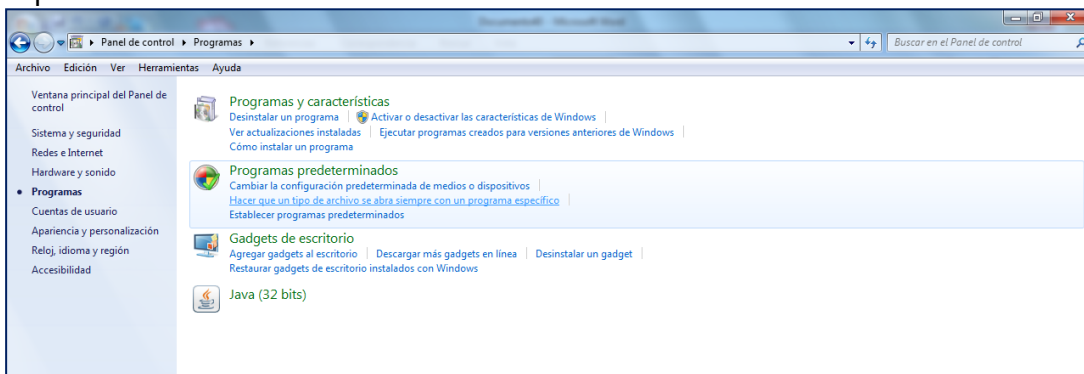 Panel de control ▸ Programas ▸
Buscar en el Panel de control
Archivo Edición Ver Herramientas Ayuda
Ventana principal del Panel de
control
Sistema y seguridad
Redes e Internet
Hardware y sonido
Programas
Cuentas de usuario
Apariencia y personalización
Reloj, idioma y región
Accesibilidad
Programas y características
Desinstalar un programa | Activar o desactivar las características de Windows |
Ver actualizaciones instaladas | Ejecutar programas creados para versiones anteriores de Windows |
Cómo instalar un programa
Programas predeterminados
Cambiar la configuración predeterminada de medios o dispositivos |
Hacer que un tipo de archivo se abra siempre con un programa específico |
Establecer programas predeterminados
Gadgets de escritorio
Agregar gadgets al escritorio | Descargar más gadgets en línea | Desinstalar un gadget |
Restaurar gadgets de escritorio instalados con Windows
Java (32 bits)